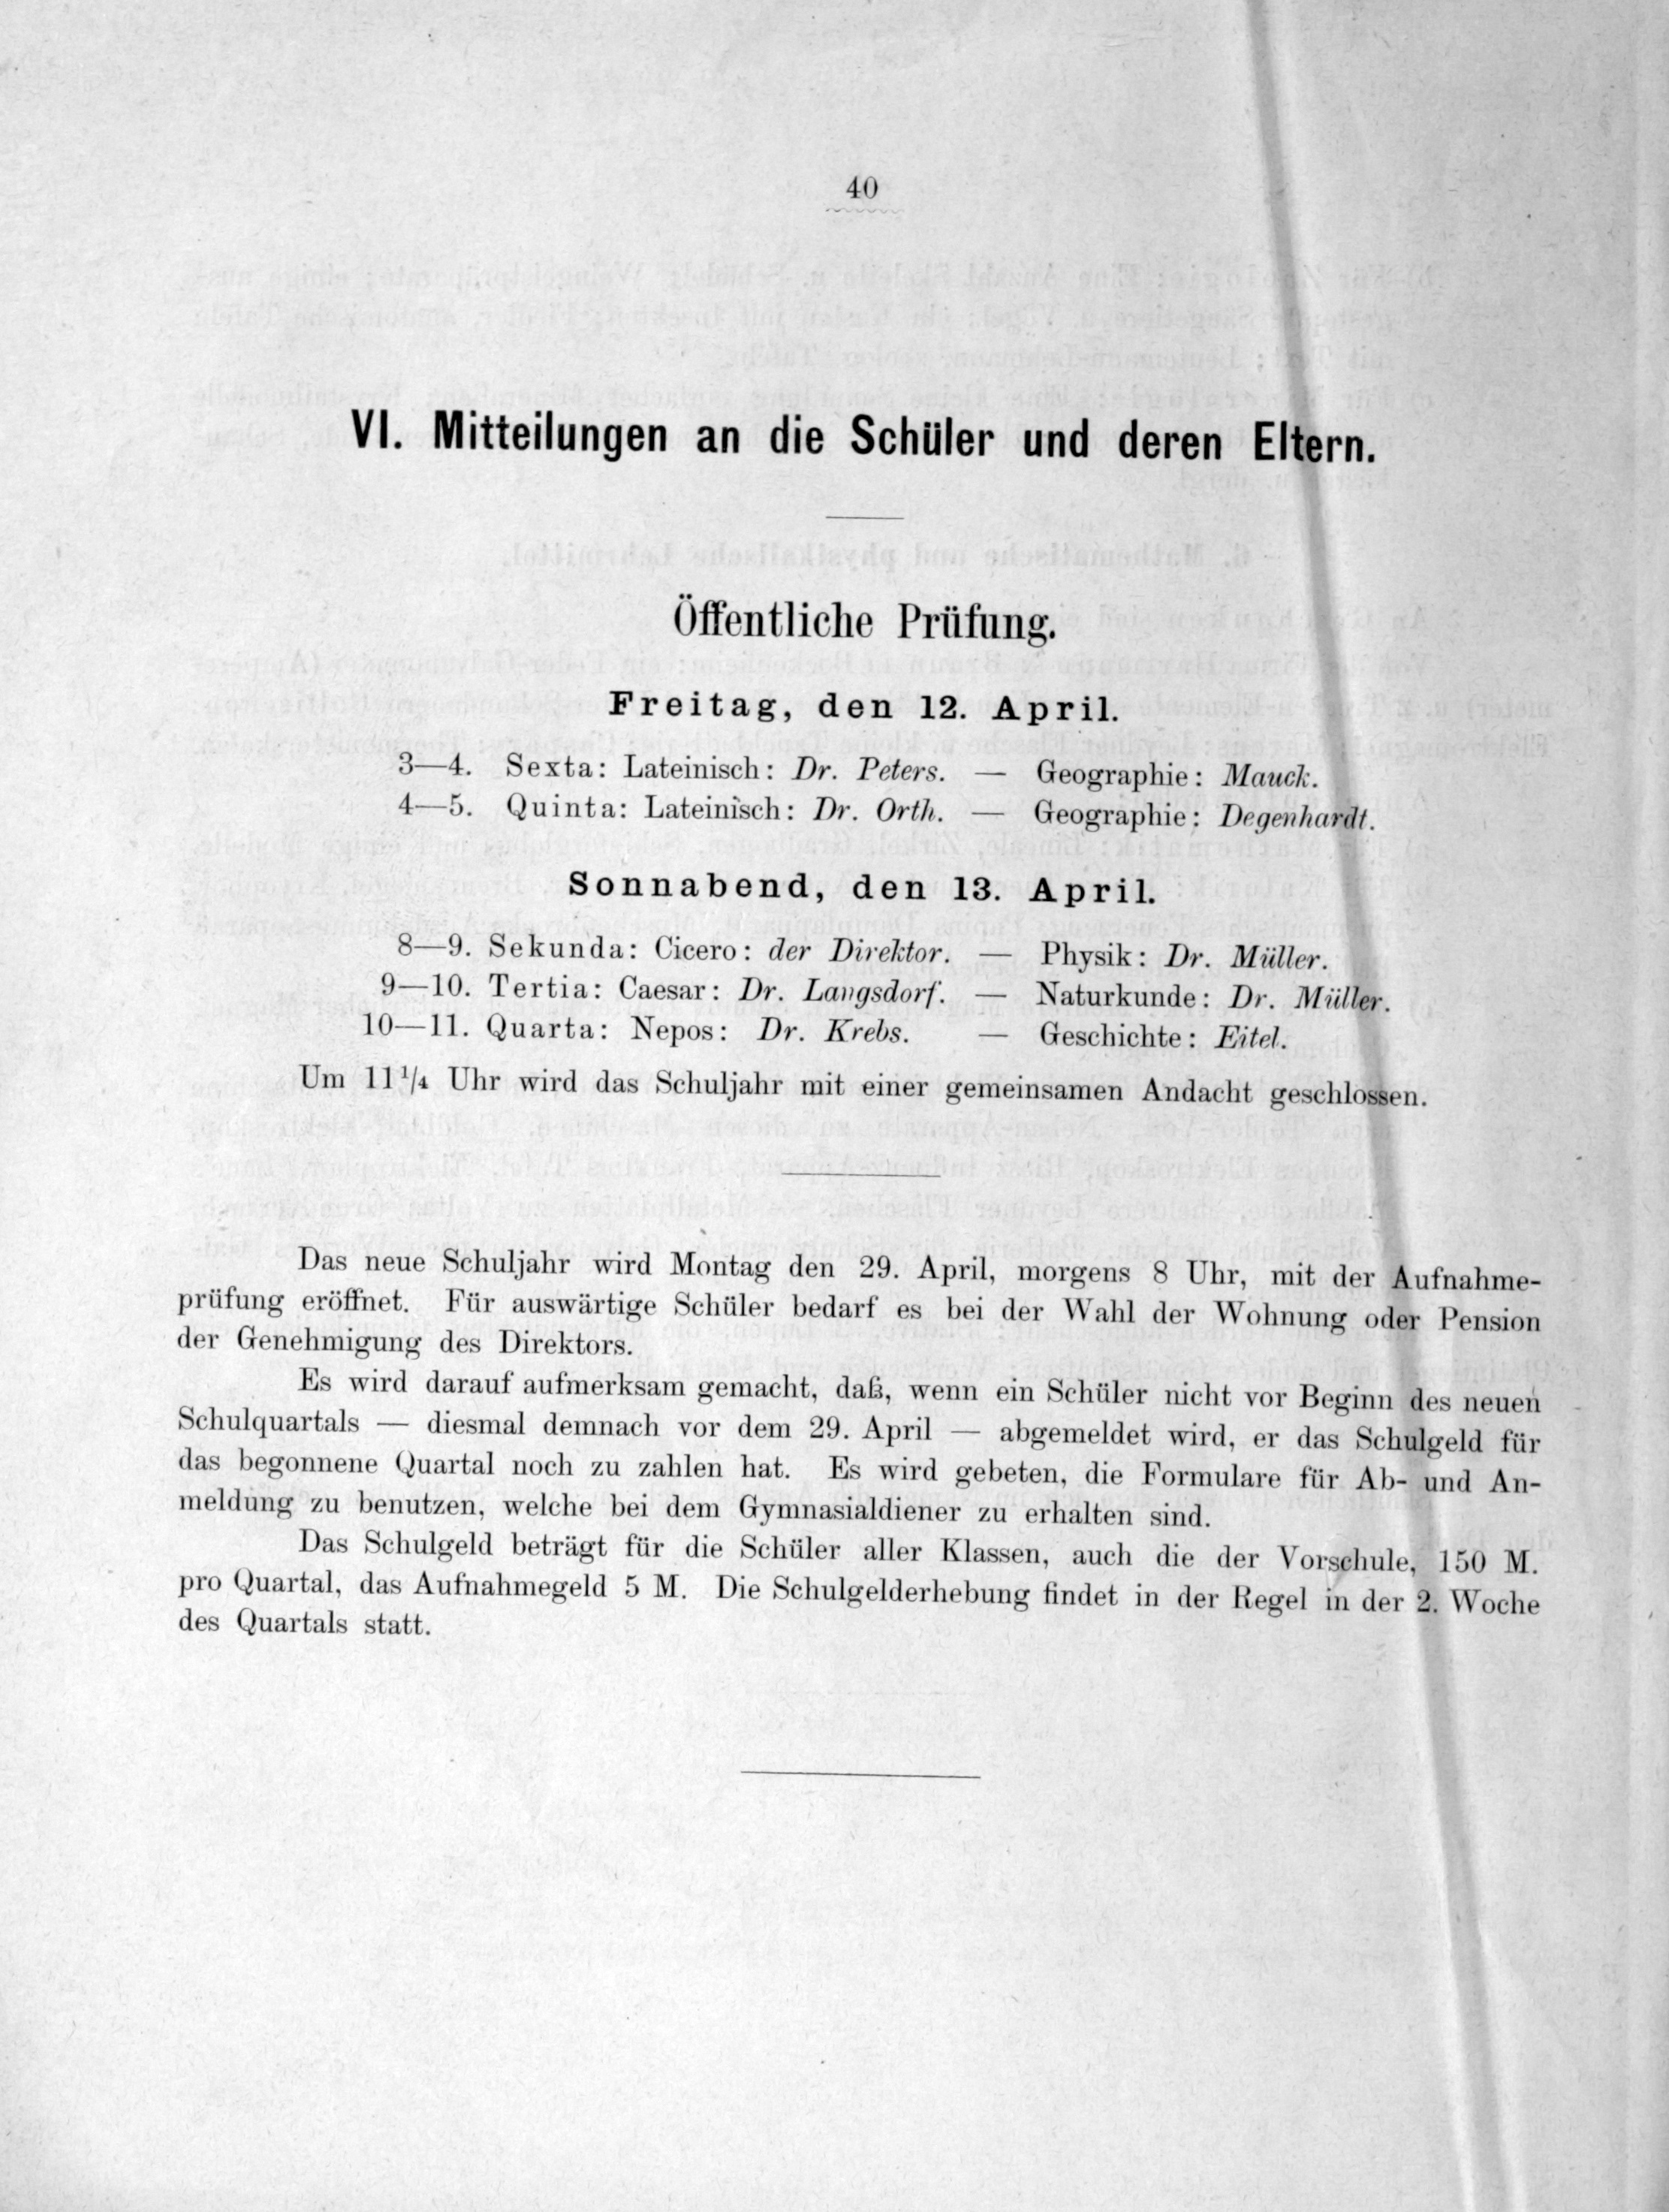 40
VI. Mitteilungen an die Schüler und deren Eltern.
Öffentliche Prüfung.
Freitag, den 12. April.
3—4. Sexta: Lateinisch: Dr. Peters. — Geographie: Mauck.
4—5. Quinta: Lateinisch: Dr. Orth. — Geographie: Degenhardt.
Sonnabend, den 13. April.
8—9. Sekunda: Cicero: der Direktor. — Physik: Dr. Müller.
9—10. Tertia: Caesar: Dr. Langsdorf. — Naturkunde: Dr. Müller.
10—11. Quarta: Nepos: Dr. Krebs. — Geschichte: Eitel.
Um 11¹/₄ Uhr wird das Schuljahr mit einer gemeinsamen Andacht geschlossen.
Das neue Schuljahr wird Montag den 29. April, morgens 8 Uhr, mit der Aufnahme-
prüfung eröffnet. Für auswärtige Schüler bedarf es bei der Wahl der Wohnung oder Pension
der Genehmigung des Direktors.
Es wird darauf aufmerksam gemacht, daß, wenn ein Schüler nicht vor Beginn des neuen
Schulquartals — diesmal demnach vor dem 29. April — abgemeldet wird, er das Schulgeld für
das begonnene Quartal noch zu zahlen hat. Es wird gebeten, die Formulare für Ab- und An-
meldung zu benutzen, welche bei dem Gymnasialdiener zu erhalten sind.
Das Schulgeld beträgt für die Schüler aller Klassen, auch die der Vorschule, 150 M.
pro Quartal, das Aufnahmegeld 5 M. Die Schulgelderhebung findet in der Regel in der 2. Woche
des Quartals statt.